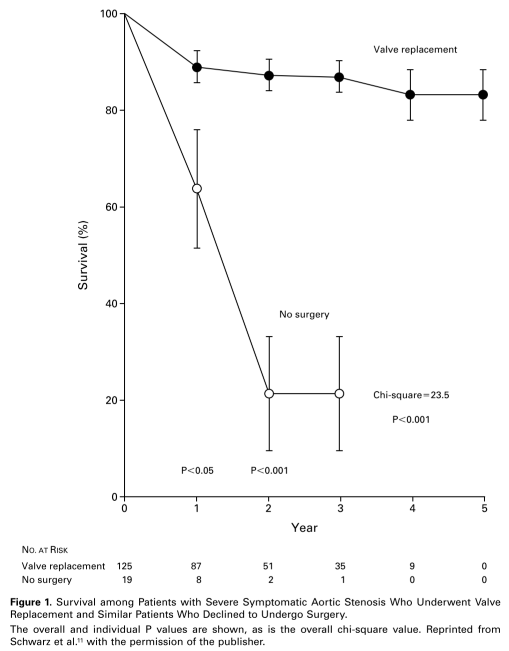 100
80
60
40
20
0
Survival (%)
Valve replacement
No surgery
Chi-square=23.5
P<0.001
P<0.05 P<0.001
0 1 2 3 4 5
Year
NO. AT RISK
Valve replacement 125 87 51 35 9 0
No surgery 19 8 2 1 0 0
Figure 1. Survival among Patients with Severe Symptomatic Aortic Stenosis Who Underwent Valve
Replacement and Similar Patients Who Declined to Undergo Surgery.
The overall and individual P values are shown, as is the overall chi-square value. Reprinted from
Schwarz et al.¹¹ with the permission of the publisher.